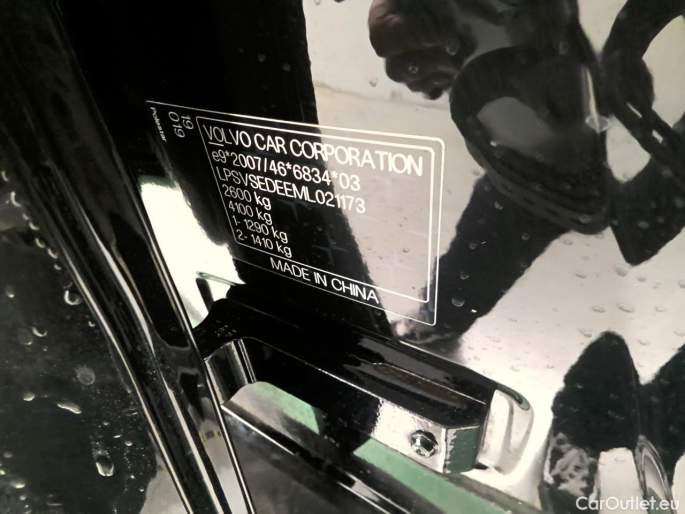 19
019
Polestar
VOLVO CAR CORPORATION
e9*2007/46*6834*03
LPSVSEDEEML021173
2600 kg
4100 kg
1- 1290 kg
2- 1410 kg
MADE IN CHINA
CarOutlet.eu